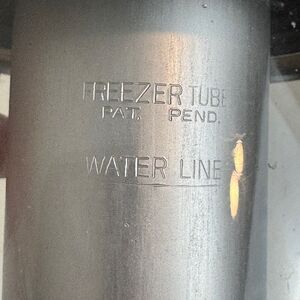 FREEZER TUBE
PAT. PEND.
WATER LINE